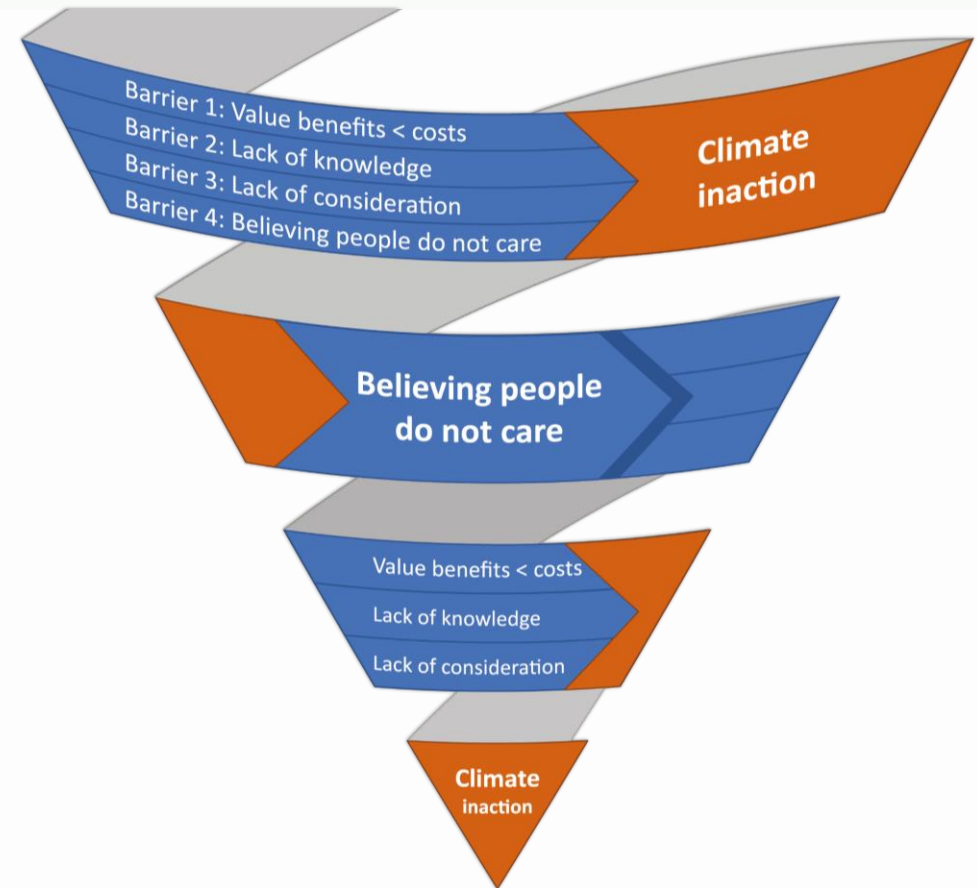 Barrier 1: Value benefits < costs
Barrier 2: Lack of knowledge
Barrier 3: Lack of consideration
Barrier 4: Believing people do not care
Climate
inaction
Believing people
do not care
Value benefits < costs
Lack of knowledge
Lack of consideration
Climate
inaction